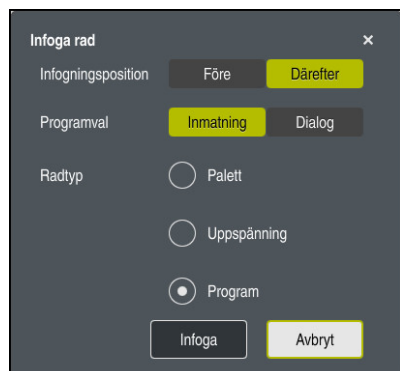 Infoga rad ×
Infogningsposition Före Därefter
Programval Inmatning Dialog
Radtyp Palett
Uppspänning
Program
Infoga Avbryt